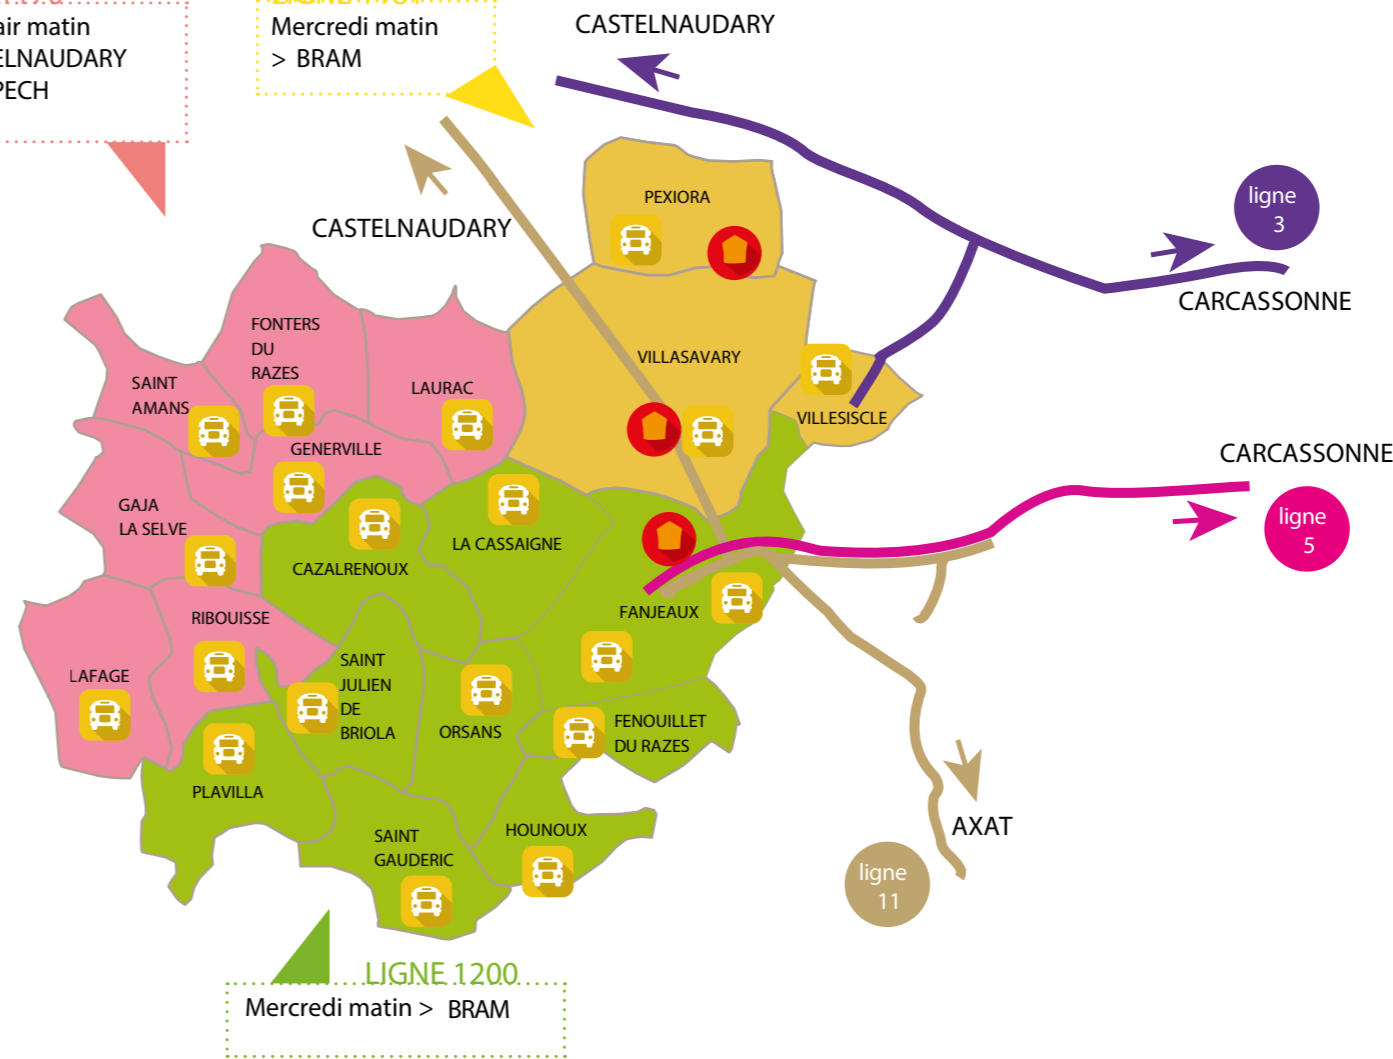 air matin
ELNAUDARY
PECH
Mercredi matin
> BRAM
CASTELNAUDARY
ligne
3
CARCASSONNE
CASTELNAUDARY
PEXIORA
VILLASAVARY
VILLESISCLE
FONTERS
DU
RAZES
SAINT
AMANS
LAURAC
GENERVILLE
GAJA
LA SELVE
CAZALRENOUX
LA CASSAIGNE
CARCASSONNE
ligne
5
RIBOUISSE
FANJEAUX
LAFAGE
SAINT
JULIEN
DE
BRIOLA
ORSANS
FENOUILLET
DU RAZES
PLAVILLA
SAINT
GAUDERIC
HOUNOUX
AXAT
ligne
11
LIGNE 1200
Mercredi matin > BRAM